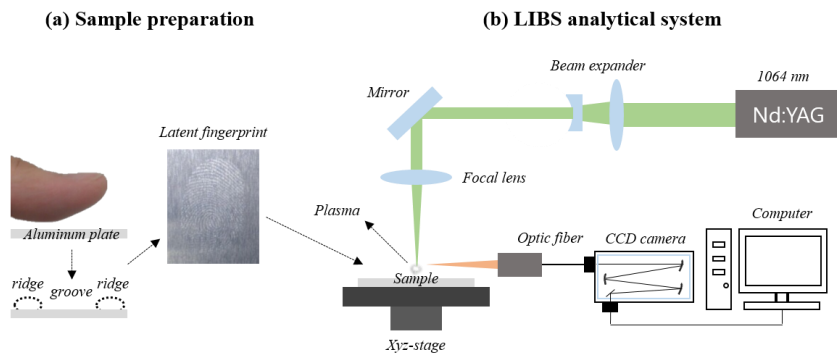 (a) Sample preparation
(b) LIBS analytical system
1064 nm
Beam expander
Mirror
Nd:YAG
Latent fingerprint
Focal lens
Plasma
Aluminum plate
Optic fiber
CCD camera
Computer
ridge
groove
ridge
Sample
Xyz-stage